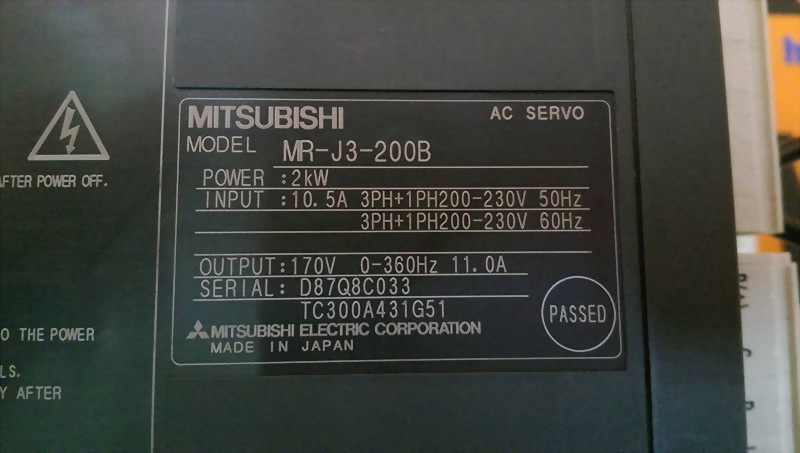 MITSUBISHI AC SERVO
MODEL MR-J3-200B
POWER :2kW
INPUT :10.5A 3PH+1PH200-230V 50Hz
3PH+1PH200-230V 60Hz
OUTPUT:170V 0-360Hz 11.0A
SERIAL: D87Q8C033
TC300A431G51
MITSUBISHI ELECTRIC CORPORATION
MADE IN JAPAN
PASSED
AFTER POWER OFF.
O THE POWER
LS.
Y AFTER